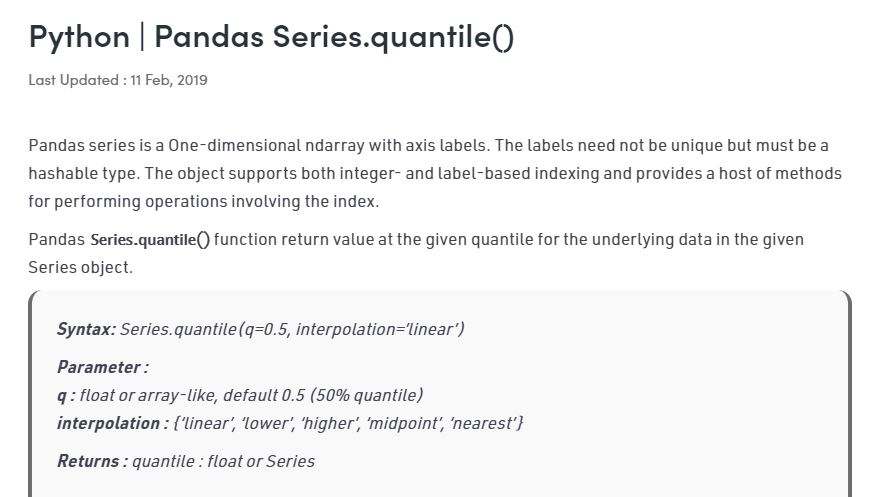 Python | Pandas Series.quantile()
Last Updated : 11 Feb, 2019
Pandas series is a One-dimensional ndarray with axis labels. The labels need not be unique but must be a
hashable type. The object supports both integer- and label-based indexing and provides a host of methods
for performing operations involving the index.
Pandas Series.quantile() function return value at the given quantile for the underlying data in the given
Series object.
Syntax: Series.quantile(q=0.5, interpolation=’linear’)
Parameter :
q : float or array-like, default 0.5 (50% quantile)
interpolation : {‘linear’, ‘lower’, ‘higher’, ‘midpoint’, ‘nearest’}
Returns : quantile : float or Series